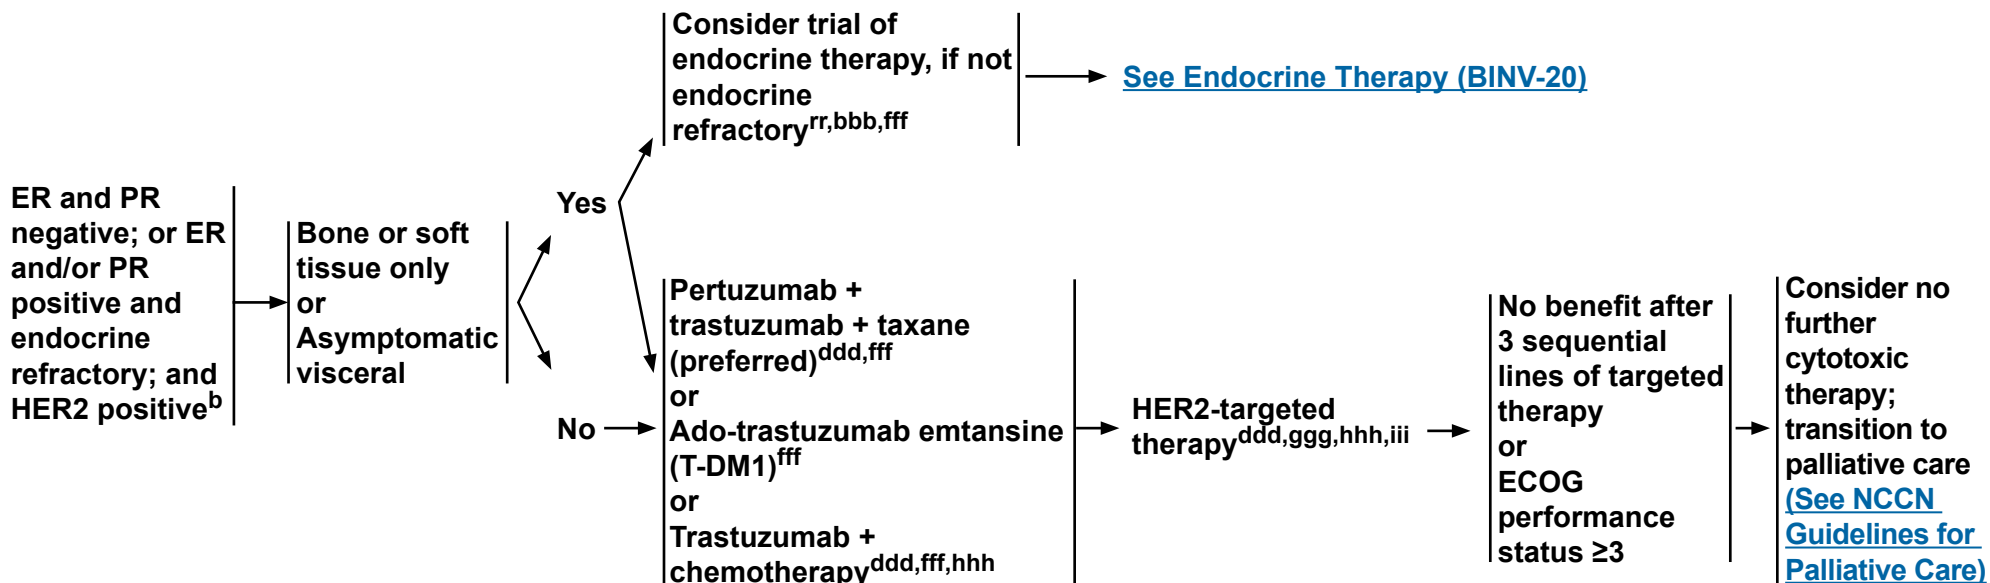 ER and PR
negative; or ER
and/or PR
positive and
endocrine
refractory; and
HER2 positiveb
Bone or soft
tissue only
or
Asymptomatic
visceral
Yes
Consider trial of
endocrine therapy, if not
endocrine
refractoryrr,bbb,fff
See Endocrine Therapy (BINV-20)
No
Pertuzumab +
trastuzumab + taxane
(preferred)ddd,fff
or
Ado-trastuzumab emtansine
(T-DM1)fff
or
Trastuzumab +
chemotherapyddd,fff,hhh
HER2-targeted
therapyddd,ggg,hhh,iii
No benefit after
3 sequential
lines of targeted
therapy
or
ECOG
performance
status ≥3
Consider no
further
cytotoxic
therapy;
transition to
palliative care
(See NCCN
Guidelines for
Palliative Care)